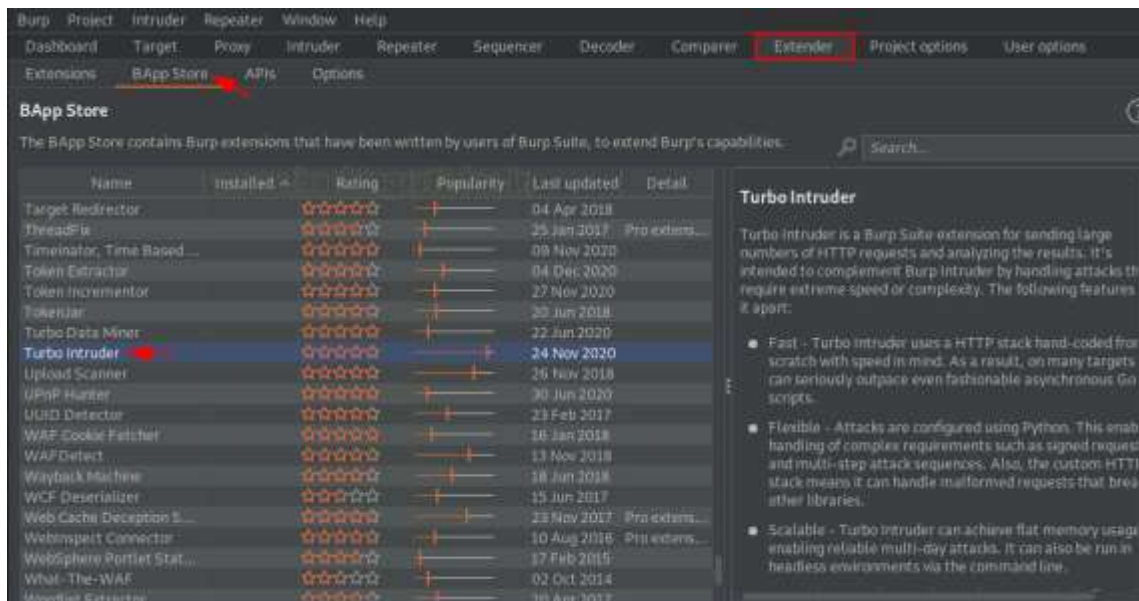 Burp Project Intruder Repeater Window Help
Dashboard Target Proxy Intruder Repeater Sequencer Decoder Comparer Extender Project options User options
Extensions BApp Store APIs Options
BApp Store
The BApp Store contains Burp extensions that have been written by users of Burp Suite, to extend Burp's capabilities.
Search...
Name Installed Rating Popularity Last updated Detail
Target Redirector 04 Apr 2018
ThreadFix 25 Jan 2017 Pro extens...
Timeinator, Time Based ... 09 Nov 2020
Token Extractor 04 Dec 2020
Token Incrementor 27 Nov 2020
TokenJar 20 Jun 2018
Turbo Data Miner 22 Jun 2020
Turbo Intruder 24 Nov 2020
Upload Scanner 26 Nov 2018
UPnP Hunter 30 Jun 2020
UUID Detector 23 Feb 2017
WAF Cookie Fetcher 16 Jan 2018
WAFDetect 13 Nov 2018
Wayback Machine 18 Jun 2018
WCF Deserializer 15 Jun 2017
Web Cache Deception S... 23 Nov 2017 Pro extens...
WebInspect Connector 10 Aug 2016 Pro extens...
WebSphere Portlet Stat... 17 Feb 2015
What-The-WAF 02 Oct 2014
Wordlist Extractor 20 Apr 2017
Turbo Intruder
Turbo Intruder is a Burp Suite extension for sending large
numbers of HTTP requests and analyzing the results. It's
intended to complement Burp Intruder by handling attacks th
require extreme speed or complexity. The following features
it apart:
Fast - Turbo Intruder uses a HTTP stack hand-coded from
scratch with speed in mind. As a result, on many targets
can seriously outpace even fashionable asynchronous Go
scripts.
Flexible - Attacks are configured using Python. This enab
handling of complex requirements such as signed request
and multi-step attack sequences. Also, the custom HTTP
stack means it can handle malformed requests that brea
other libraries.
Scalable - Turbo Intruder can achieve flat memory usage
enabling reliable multi-day attacks. It can also be run in
headless environments via the command line.